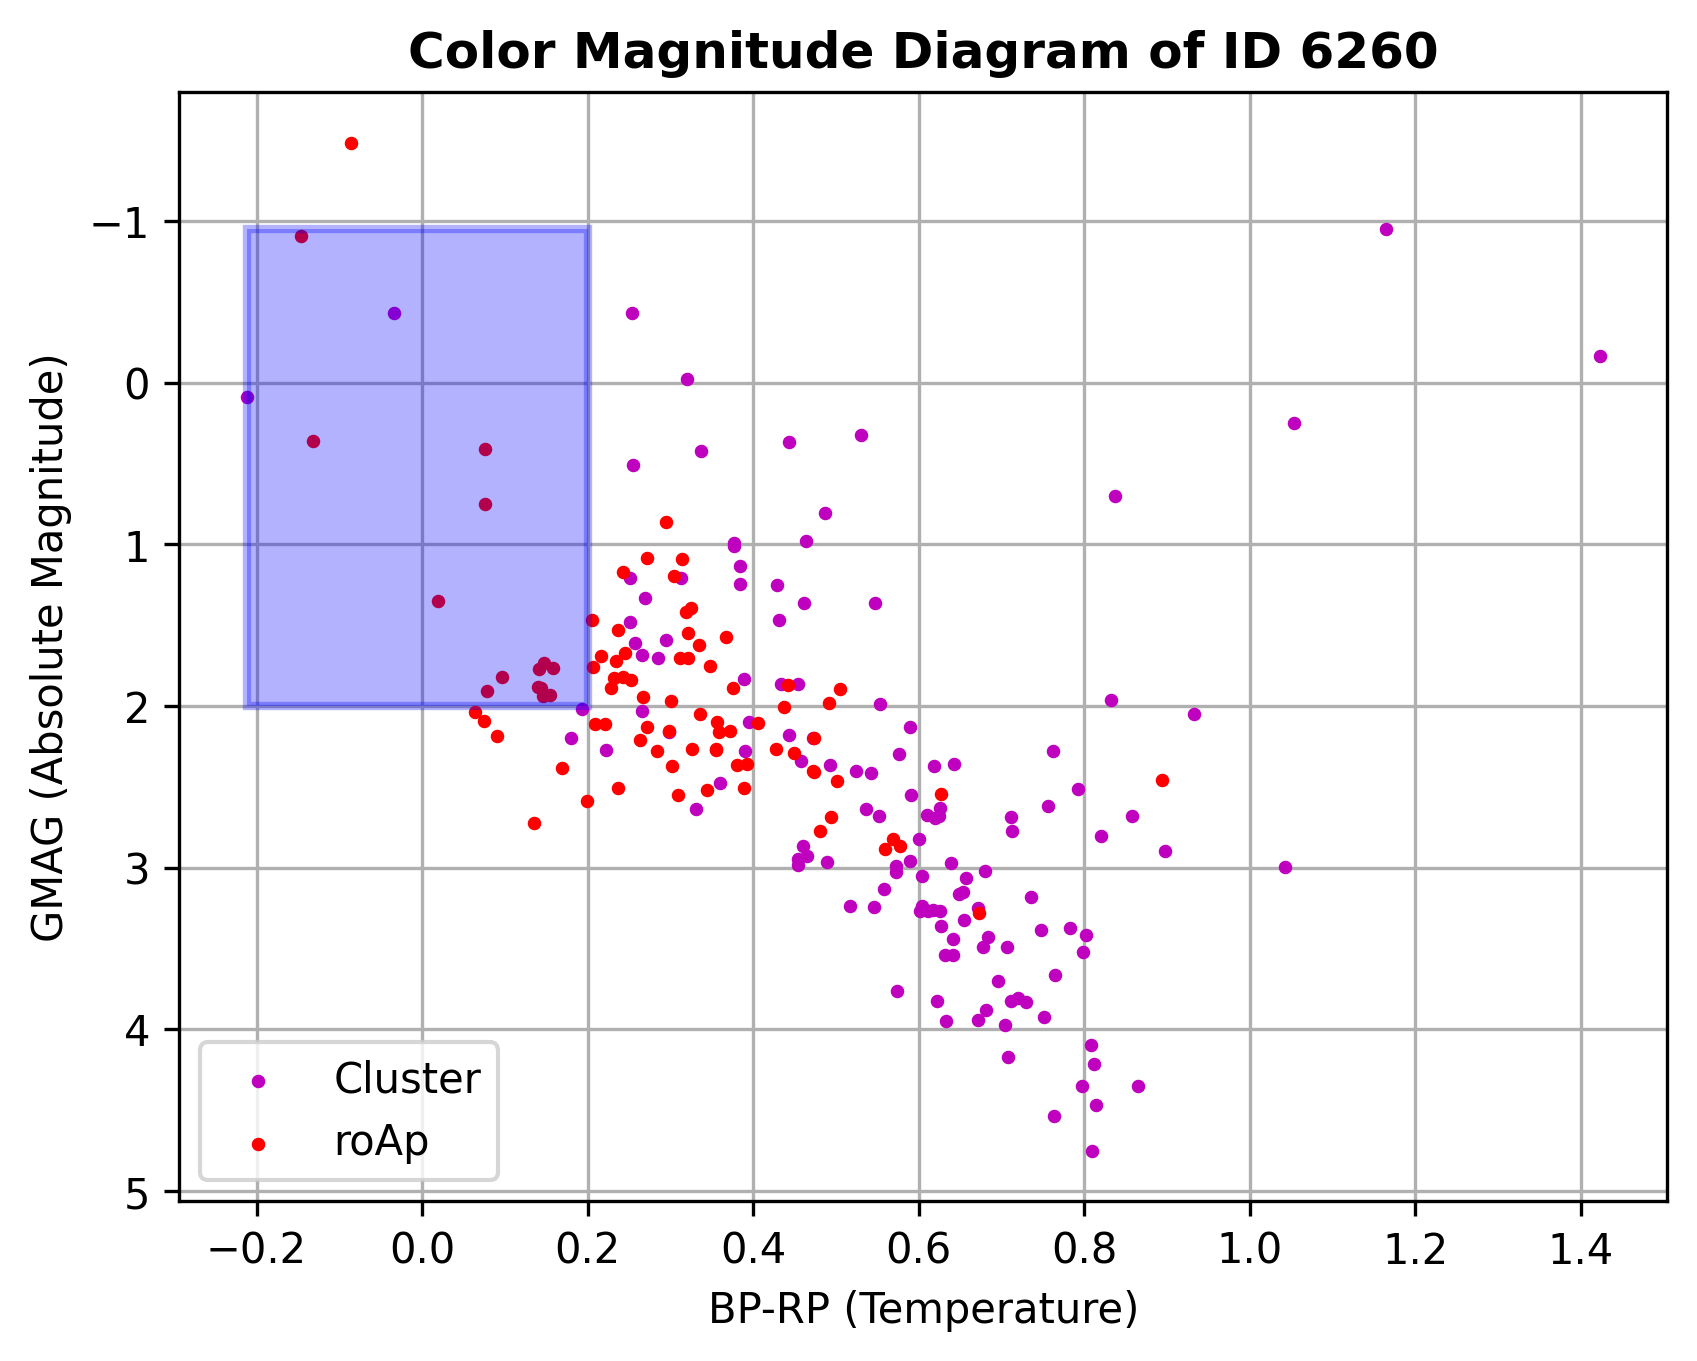 Color Magnitude Diagram of ID 6260
GMAG (Absolute Magnitude)
−1
0
1
2
3
4
5
Cluster
roAp
−0.2 0.0 0.2 0.4 0.6 0.8 1.0 1.2 1.4
BP-RP (Temperature)